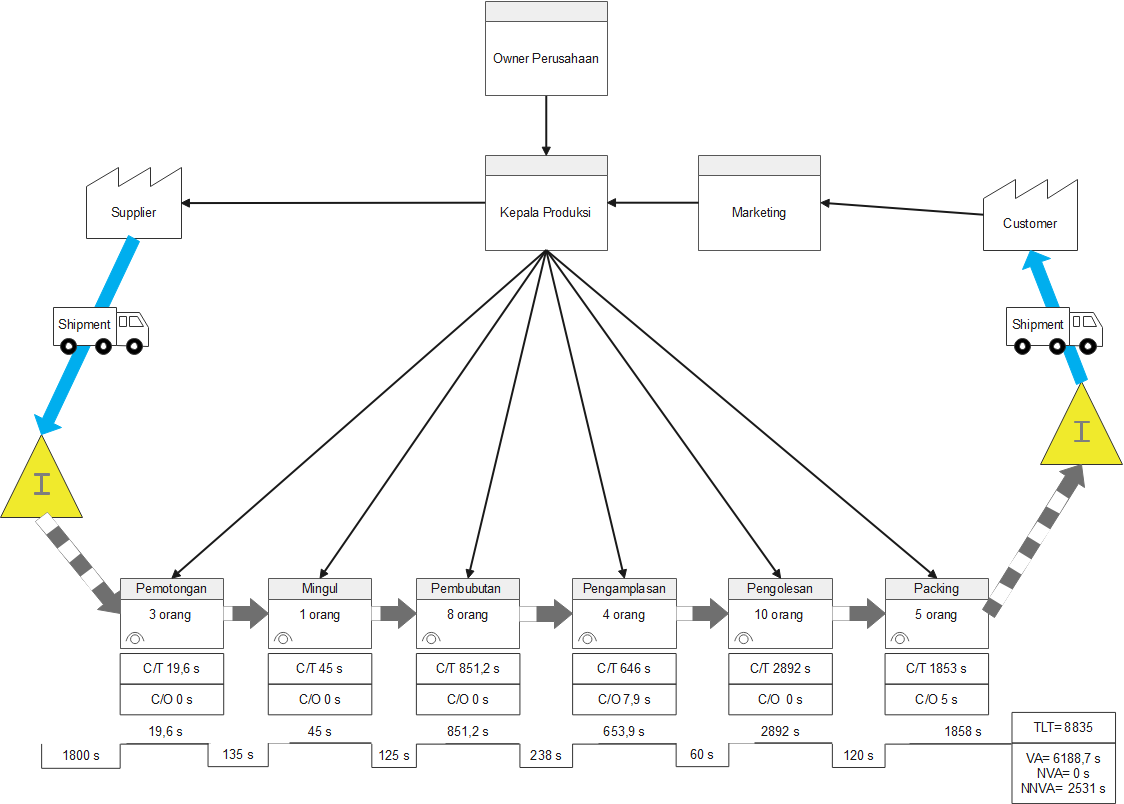 Owner Perusahaan
Supplier
Kepala Produksi
Marketing
Customer
Shipment
Shipment
I
I
Pemotongan
Mingul
Pembubutan
Pengamplasan
Pengolesan
Packing
3 orang
1 orang
8 orang
4 orang
10 orang
5 orang
C/T 19,6 s
C/T 45 s
C/T 851,2 s
C/T 646 s
C/T 2892 s
C/T 1853 s
C/O 0 s
C/O 0 s
C/O 0 s
C/O 7,9 s
C/O  0 s
C/O 5 s
19,6 s
45 s
851,2 s
653,9 s
2892 s
1858 s
1800 s
135 s
125 s
238 s
60 s
120 s
TLT= 8835
VA= 6188,7 s
NVA= 0 s
NNVA=  2531 s